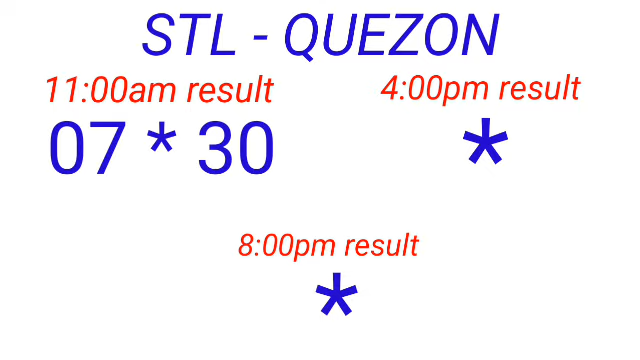 STL - QUEZON
11:00am result
4:00pm result
07 * 30
*
8:00pm result
*